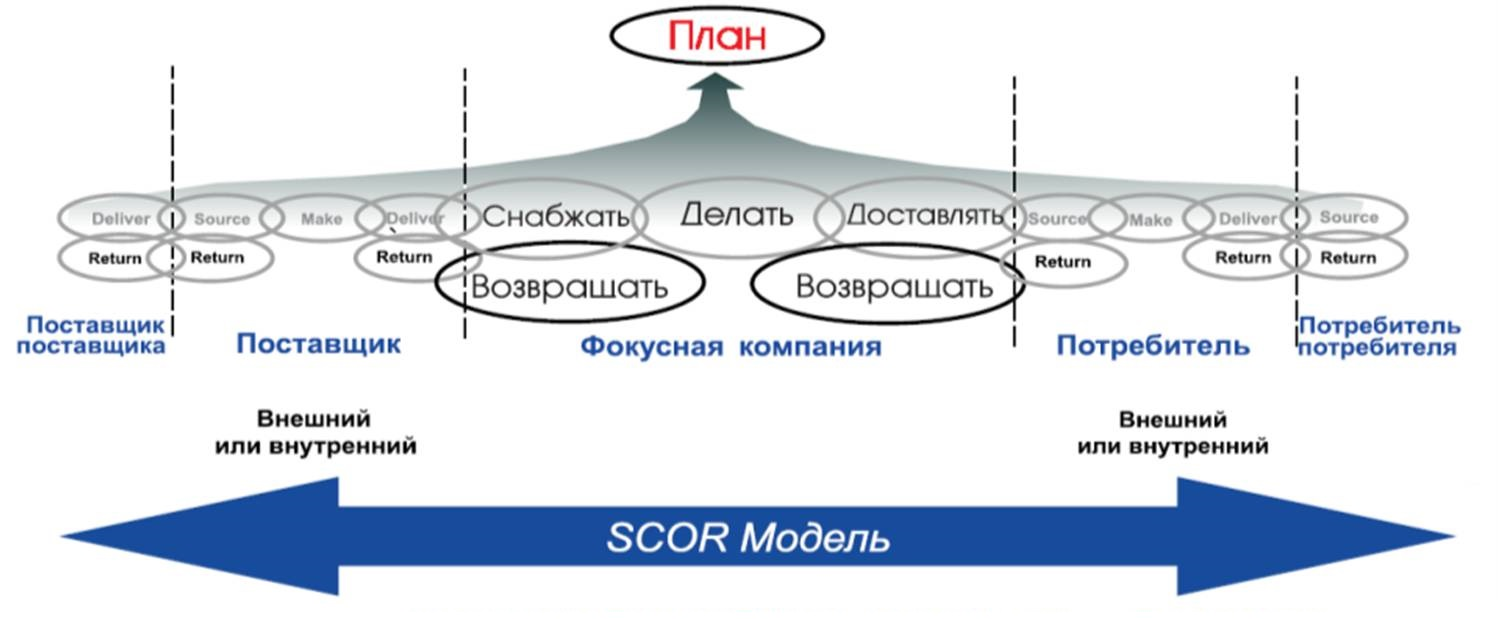 План
Deliver Source Make Deliver Снабжать Делать Доставлять Source Make Deliver Source
Return Return Return Возвращать Возвращать Return Return Return
Поставщик
поставщика
Поставщик
Фокусная компания
Потребитель
Потребитель
потребителя
Внешний
или внутренний
Внешний
или внутренний
SCOR Модель